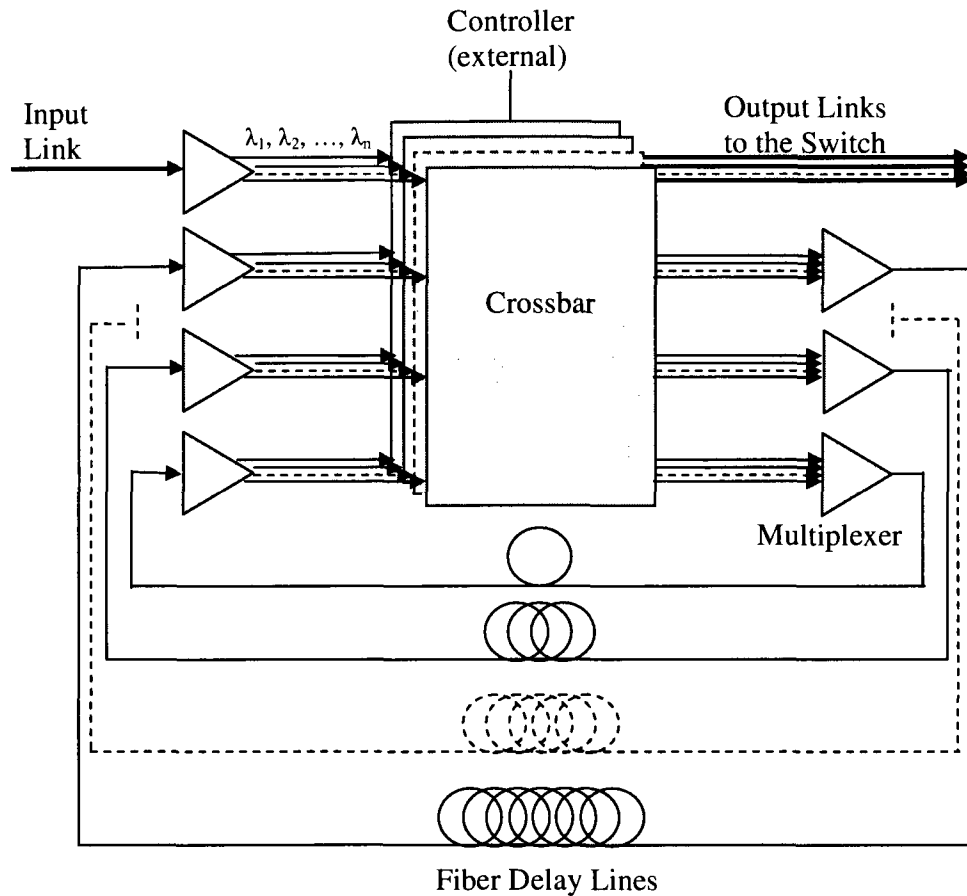 Controller
(external)
Input
Link
λ1, λ2, …, λn
Output Links
to the Switch
Crossbar
Multiplexer
Fiber Delay Lines